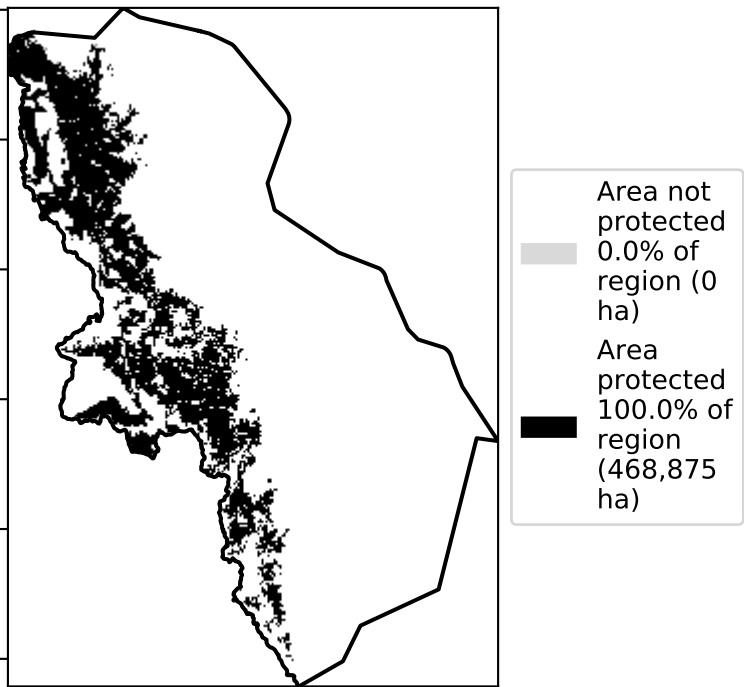 Area not
protected
0.0% of
region (0
ha)
Area
protected
100.0% of
region
(468,875
ha)